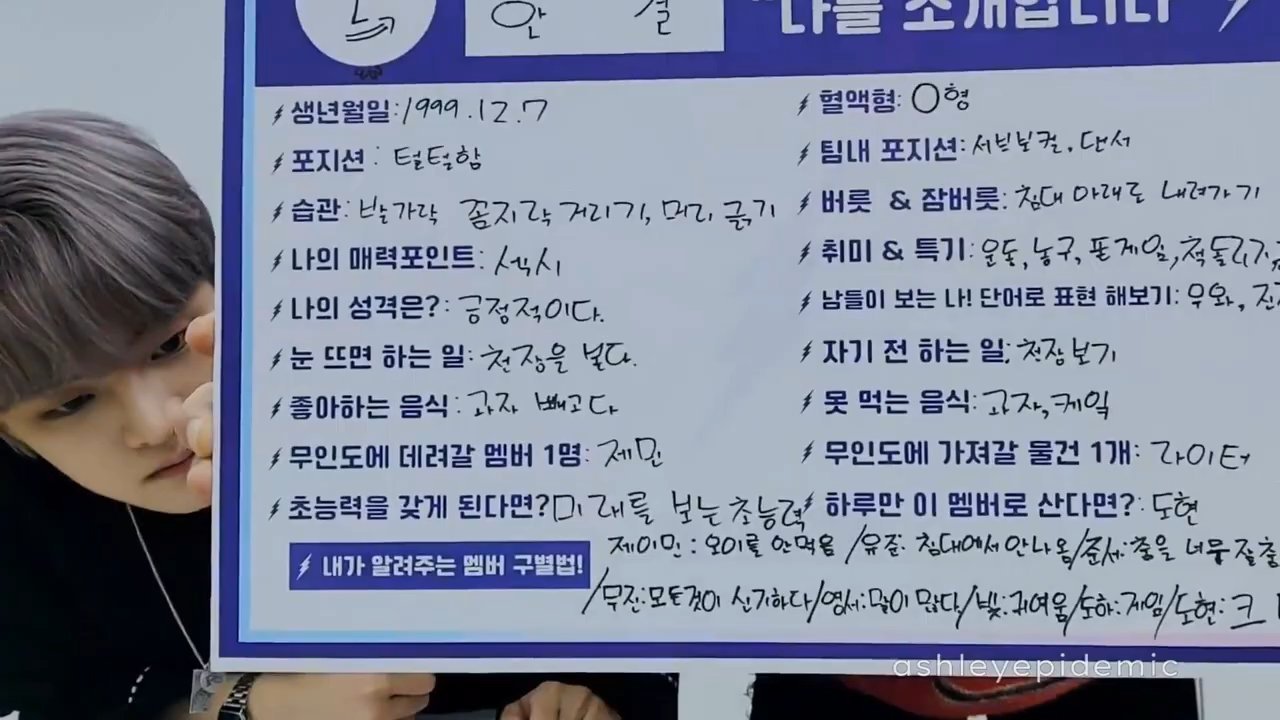 안 결
"나를 소개합니다
생년월일: 1999.12.7
혈액형: O형
포지션: 털털함
팀내 포지션: 서브보컬, 댄서
습관: 발가락 꼼지락 거리기, 머리 긁기
버릇 & 잠버릇: 침대 아래로 내려가기
나의 매력포인트: 섹시
취미 & 특기: 운동, 농구, 폰게임, 척돌리기,
나의 성격은?: 긍정적이다.
남들이 보는 나! 단어로 표현 해보기: 우와,
눈 뜨면 하는 일: 천장을 본다.
자기 전 하는 일: 천장보기
좋아하는 음식: 과자 빼고 다
못 먹는 음식: 과자, 케익
무인도에 데려갈 멤버 1명: 제민
무인도에 가져갈 물건 1개: 라이터
초능력을 갖게 된다면? 미래를 보는 초능력
하루만 이 멤버로 산다면?: 도현
내가 알려주는 멤버 구별법!
제이민: 오이를 안먹음 /유준: 침대에서 안나옴/준서: 춤을 너무 잘 춤
/무진: 모든것이 신기하다/영서: 많이 많다/빛: 귀여움/도하: 게임/도현: 크
ashleyepidemic